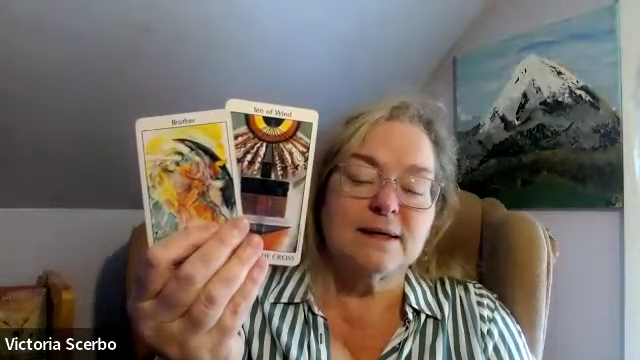 Brother
Ten of Wind
THE CROSS
Victoria Scerbo